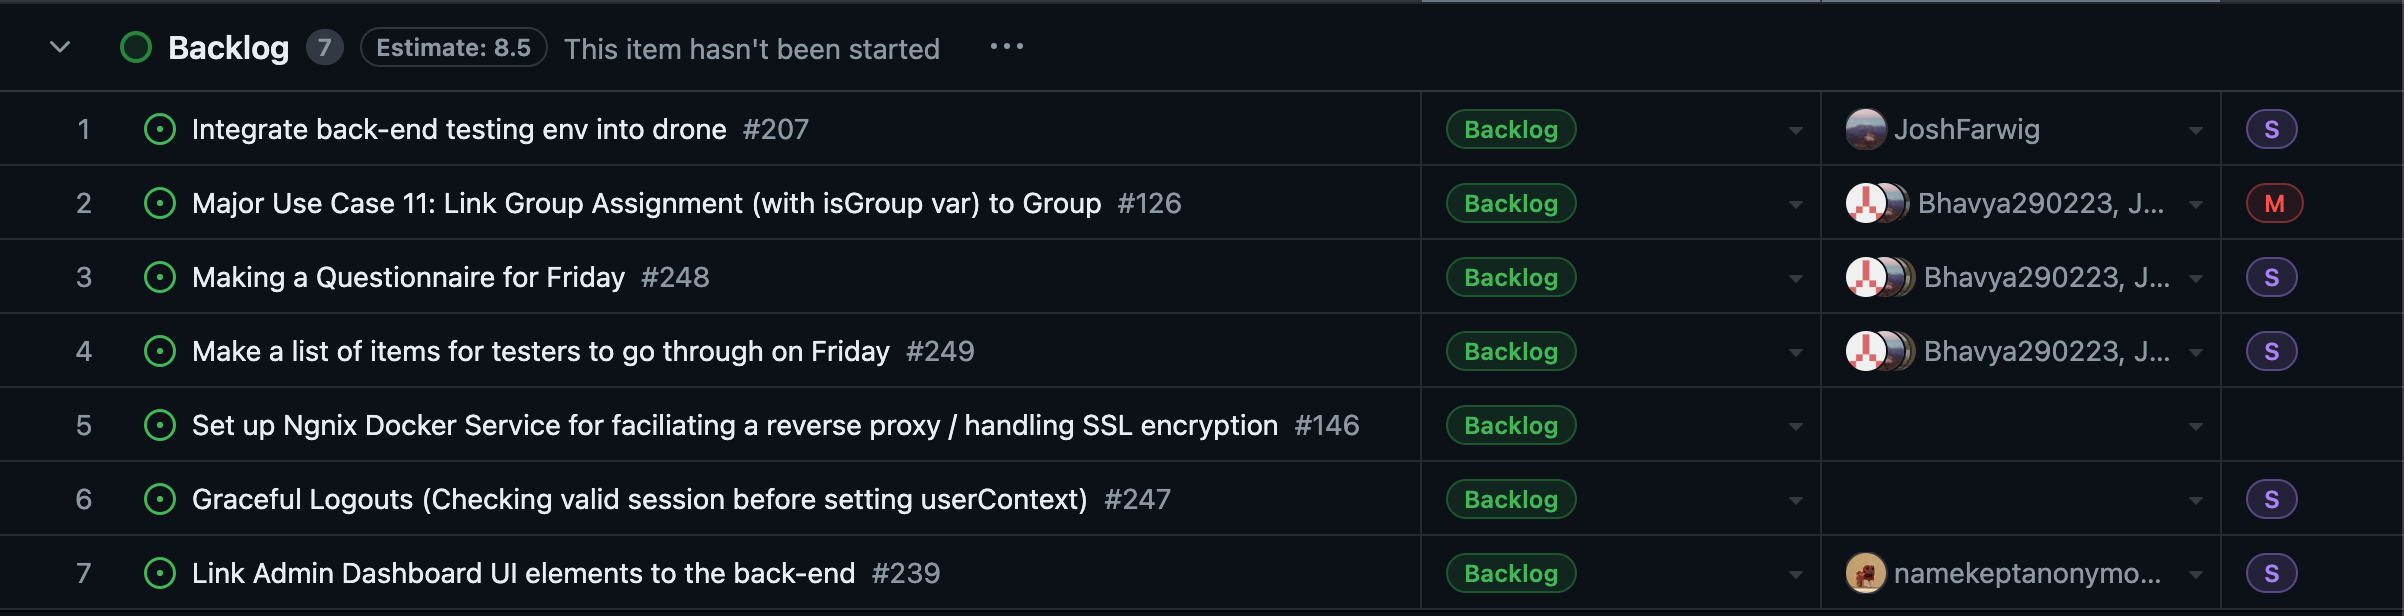 Backlog 7 Estimate: 8.5 This item hasn't been started ...
1 Integrate back-end testing env into drone #207 Backlog JoshFarwig S
2 Major Use Case 11: Link Group Assignment (with isGroup var) to Group #126 Backlog Bhavya290223, J... M
3 Making a Questionnaire for Friday #248 Backlog Bhavya290223, J... S
4 Make a list of items for testers to go through on Friday #249 Backlog Bhavya290223, J... S
5 Set up Ngnix Docker Service for faciliating a reverse proxy / handling SSL encryption #146 Backlog
6 Graceful Logouts (Checking valid session before setting userContext) #247 Backlog S
7 Link Admin Dashboard UI elements to the back-end #239 Backlog namekeptanonymo... S